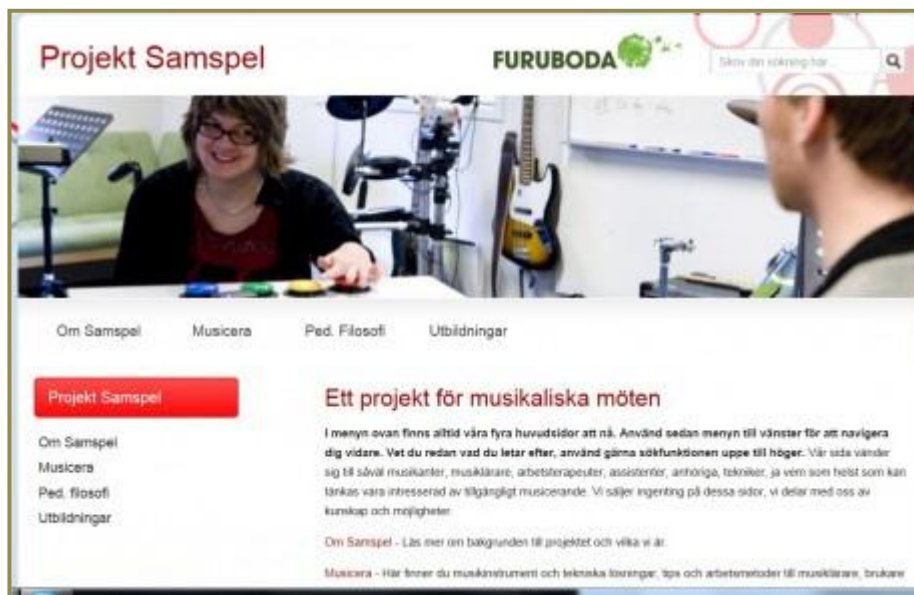 Projekt Samspel
FURUBODA
Skriv din sökning här...
Om Samspel Musicera Ped. Filosofi Utbildningar
Projekt Samspel
Om Samspel
Musicera
Ped. filosofi
Utbildningar
Ett projekt för musikaliska möten
I menyn ovan finns alltid våra fyra huvudsidor att nå. Använd sedan menyn till vänster för att navigera
dig vidare. Vet du redan vad du letar efter, använd gärna sökfunktionen uppe till höger. Vår sida vänder
sig till såväl musikanter, musiklärare, arbetsterapeuter, assistenter, anhöriga, tekniker, ja vem som helst som kan
tänkas vara intresserad av tillgängligt musicerande. Vi säljer ingenting på dessa sidor, vi delar med oss av
kunskap och möjligheter.
Om Samspel - Läs mer om bakgrunden till projektet och vilka vi är.
Musicera - Här finner du musikinstrument och tekniska lösningar, tips och arbetsmetoder till musiklärare, brukare